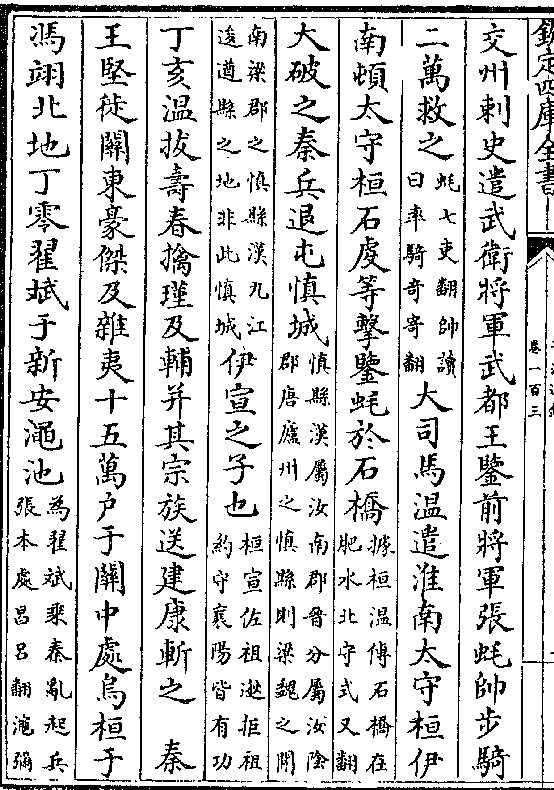 欽定四庫全書
卷一百三
交州刺史遣武衛將軍武都王鑒前將軍張蚝帥步騎
二萬救之蚝七吏翻帥讀曰率騎奇寄翻大司馬温遣淮南太守桓伊
南頓太守桓石虔等擊鑒蚝於石橋據桓温傳石橋在肥水北守式又翻
大破之秦兵退屯慎城慎縣漢屬汝南郡晉分屬汝陰郡唐廬州之慎縣則梁魏之間
南梁郡之慎縣漢九江逡遒縣之地非此慎城伊宣之子也桓宣佐祖逖拒祖約守襄陽皆有功
丁亥温拔壽春擒瑾及輔并其宗族送建康斬之 秦
王堅徙關東豪傑及雜夷十五萬户于關中處烏桓于
馮翊北地丁零翟斌于新安澠池為翟斌乘秦亂起兵張本處昌吕翻澠彌